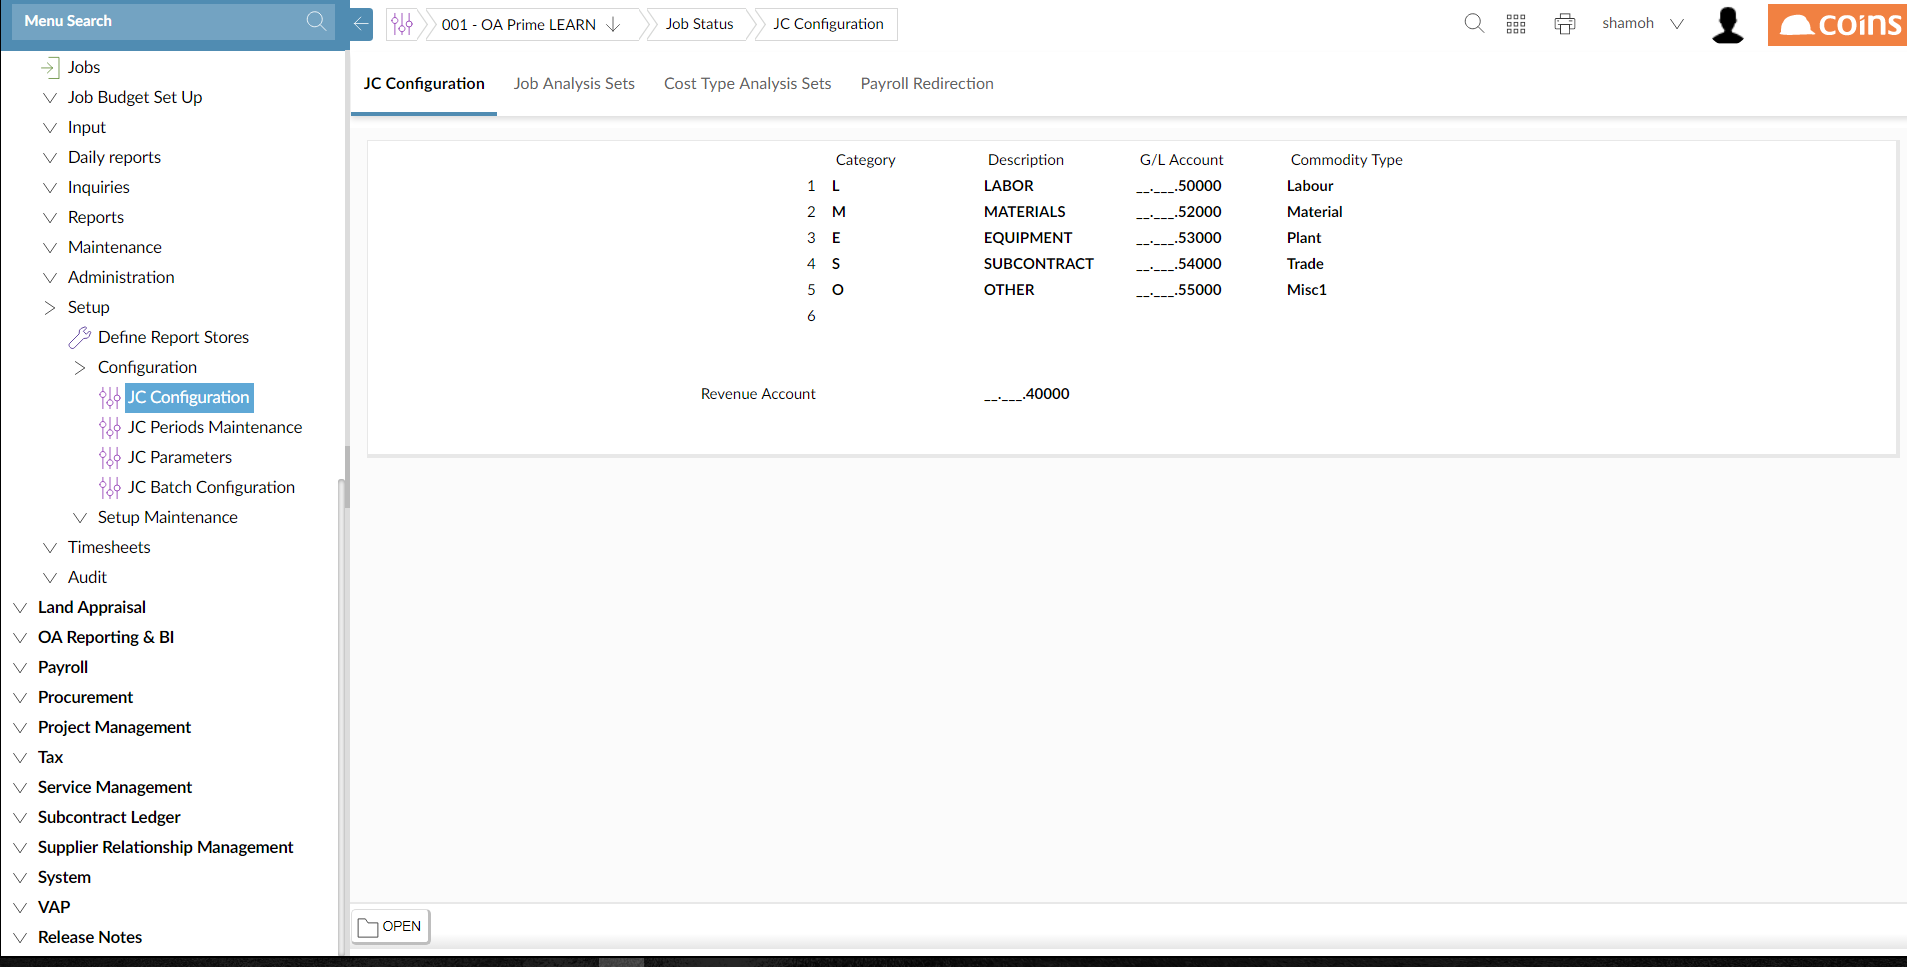 Menu Search
001 - OA Prime LEARN
Job Status
JC Configuration
shamoh
coins
Jobs
Job Budget Set Up
Input
Daily reports
Inquiries
Reports
Maintenance
Administration
Setup
Define Report Stores
Configuration
JC Configuration
JC Periods Maintenance
JC Parameters
JC Batch Configuration
Setup Maintenance
Timesheets
Audit
Land Appraisal
OA Reporting & BI
Payroll
Procurement
Project Management
Tax
Service Management
Subcontract Ledger
Supplier Relationship Management
System
VAP
Release Notes
JC Configuration Job Analysis Sets Cost Type Analysis Sets Payroll Redirection
Category Description G/L Account Commodity Type
1 L LABOR __.___.50000 Labour
2 M MATERIALS __.___.52000 Material
3 E EQUIPMENT __.___.53000 Plant
4 S SUBCONTRACT __.___.54000 Trade
5 O OTHER __.___.55000 Misc1
6
Revenue Account __.___.40000
OPEN